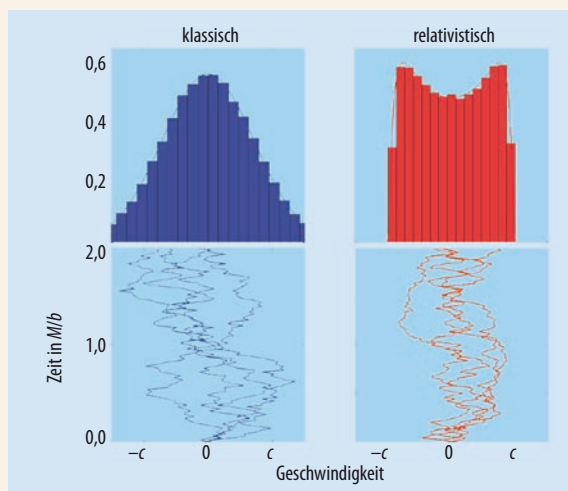 klassisch relativistisch
0,6
0,4
0,2
2,0
1,0
0,0
Zeit in M/b
–c 0 c –c 0 c
Geschwindigkeit